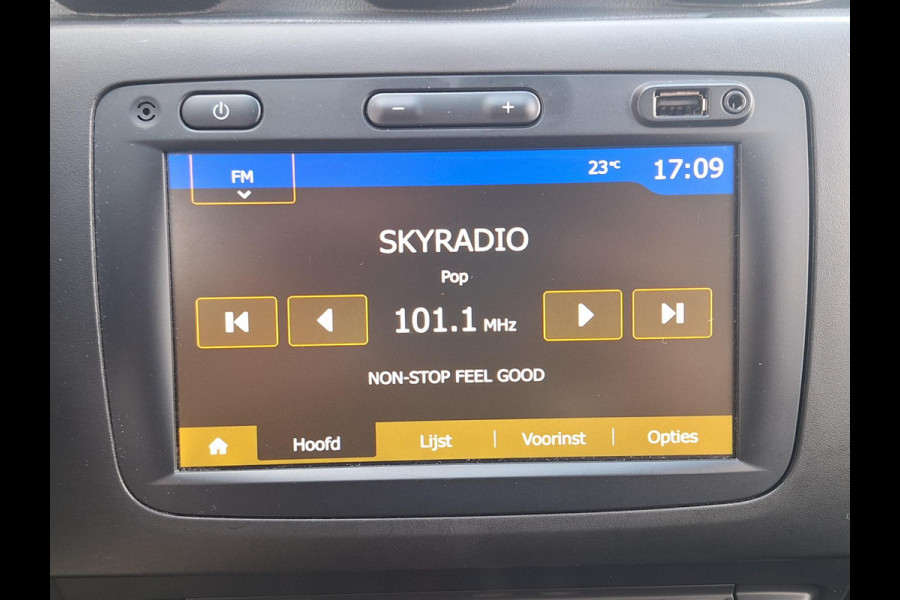 FM
23°C 17:09
SKYRADIO
Pop
101.1 MHz
NON-STOP FEEL GOOD
Hoofd Lijst Voorinst Opties